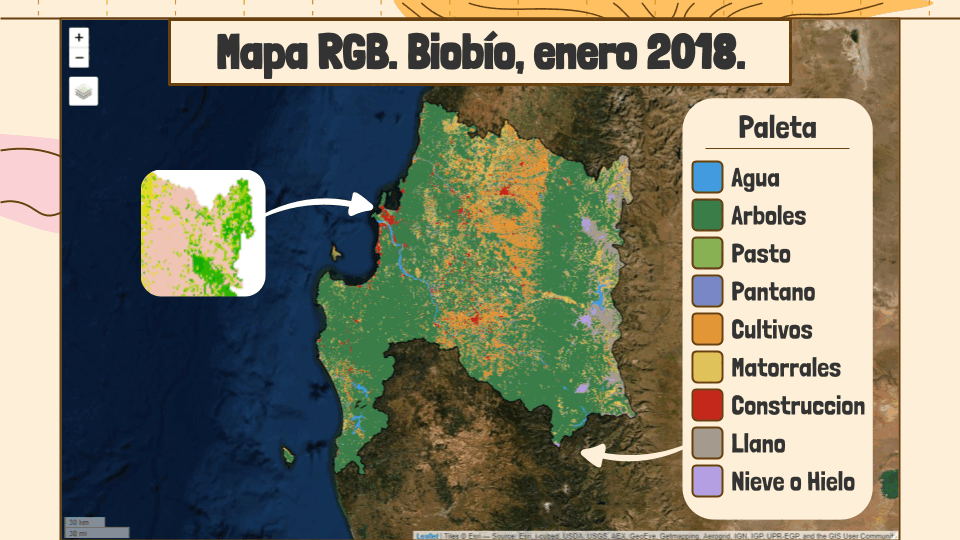 Mapa RGB. Biobío, enero 2018.
+
−
Paleta
Agua
Arboles
Pasto
Pantano
Cultivos
Matorrales
Construccion
Llano
Nieve o Hielo
30 km
30 mi
Leaflet | Tiles © Esri — Source: Esri, i-cubed, USDA, USGS, AEX, GeoEye, Getmapping, Aerogrid, IGN, IGP, UPR-EGP, and the GIS User Community